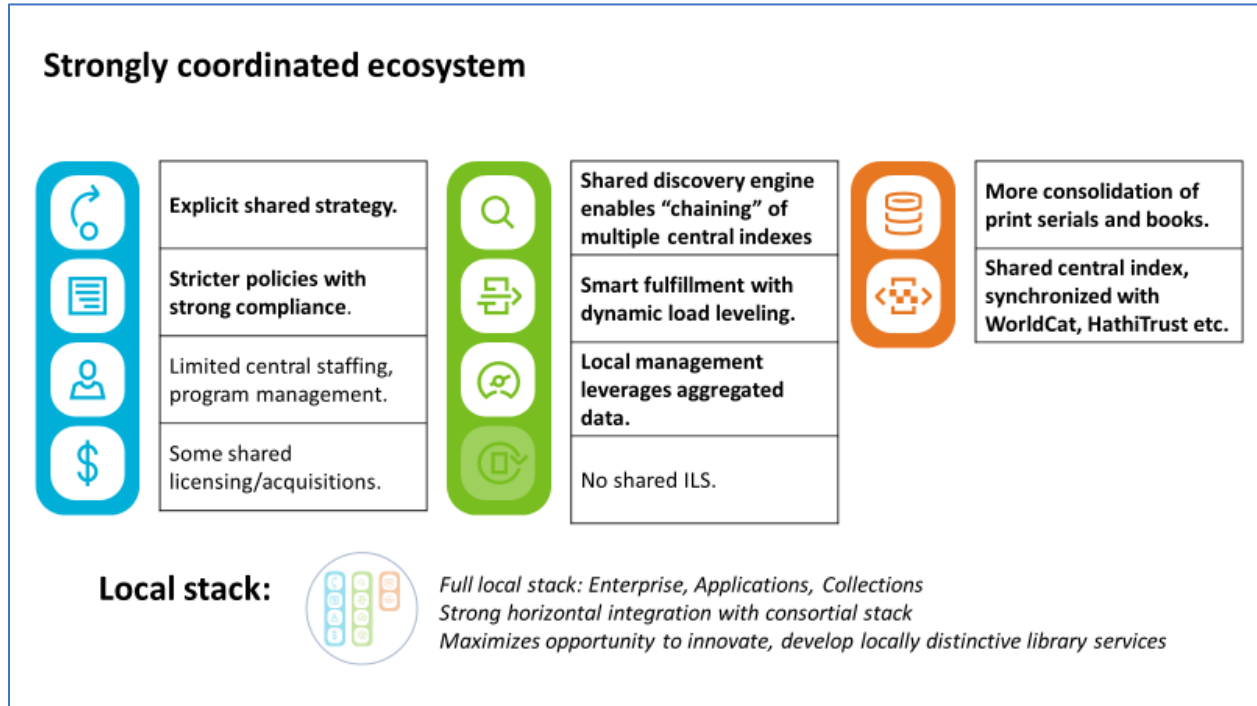 Strongly coordinated ecosystem
Explicit shared strategy.
Stricter policies with
strong compliance.
Limited central staffing,
program management.
$
Some shared
licensing/acquisitions.
Shared discovery engine
enables “chaining” of
multiple central indexes
Smart fulfillment with
dynamic load leveling.
Local management
leverages aggregated
data.
No shared ILS.
More consolidation of
print serials and books.
Shared central index,
synchronized with
WorldCat, HathiTrust etc.
Local stack:
Full local stack: Enterprise, Applications, Collections
Strong horizontal integration with consortial stack
Maximizes opportunity to innovate, develop locally distinctive library services